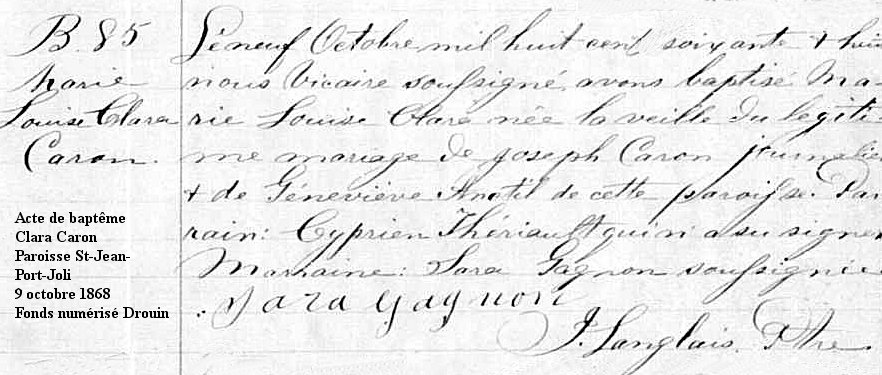 B. 85
Marie
Louise Clara
Caron.
Le neuf Octobre mil huit cent soixante & huit
nous Vicaire soussigné avons baptisé Ma-
rie Louise Claré née la veille du légiti-
me mariage de Joseph Caron journalier
& de Géneviève Anctil de cette paroisse. Par-
rain: Cyprien Thériault qui n'a su signer
Marraine: Sara Gagnon soussignée.
Sara Gagnon
J. Langlais Ptre
Acte de baptême
Clara Caron
Paroisse St-Jean-
Port-Joli
9 octobre 1868
Fonds numérisé Drouin